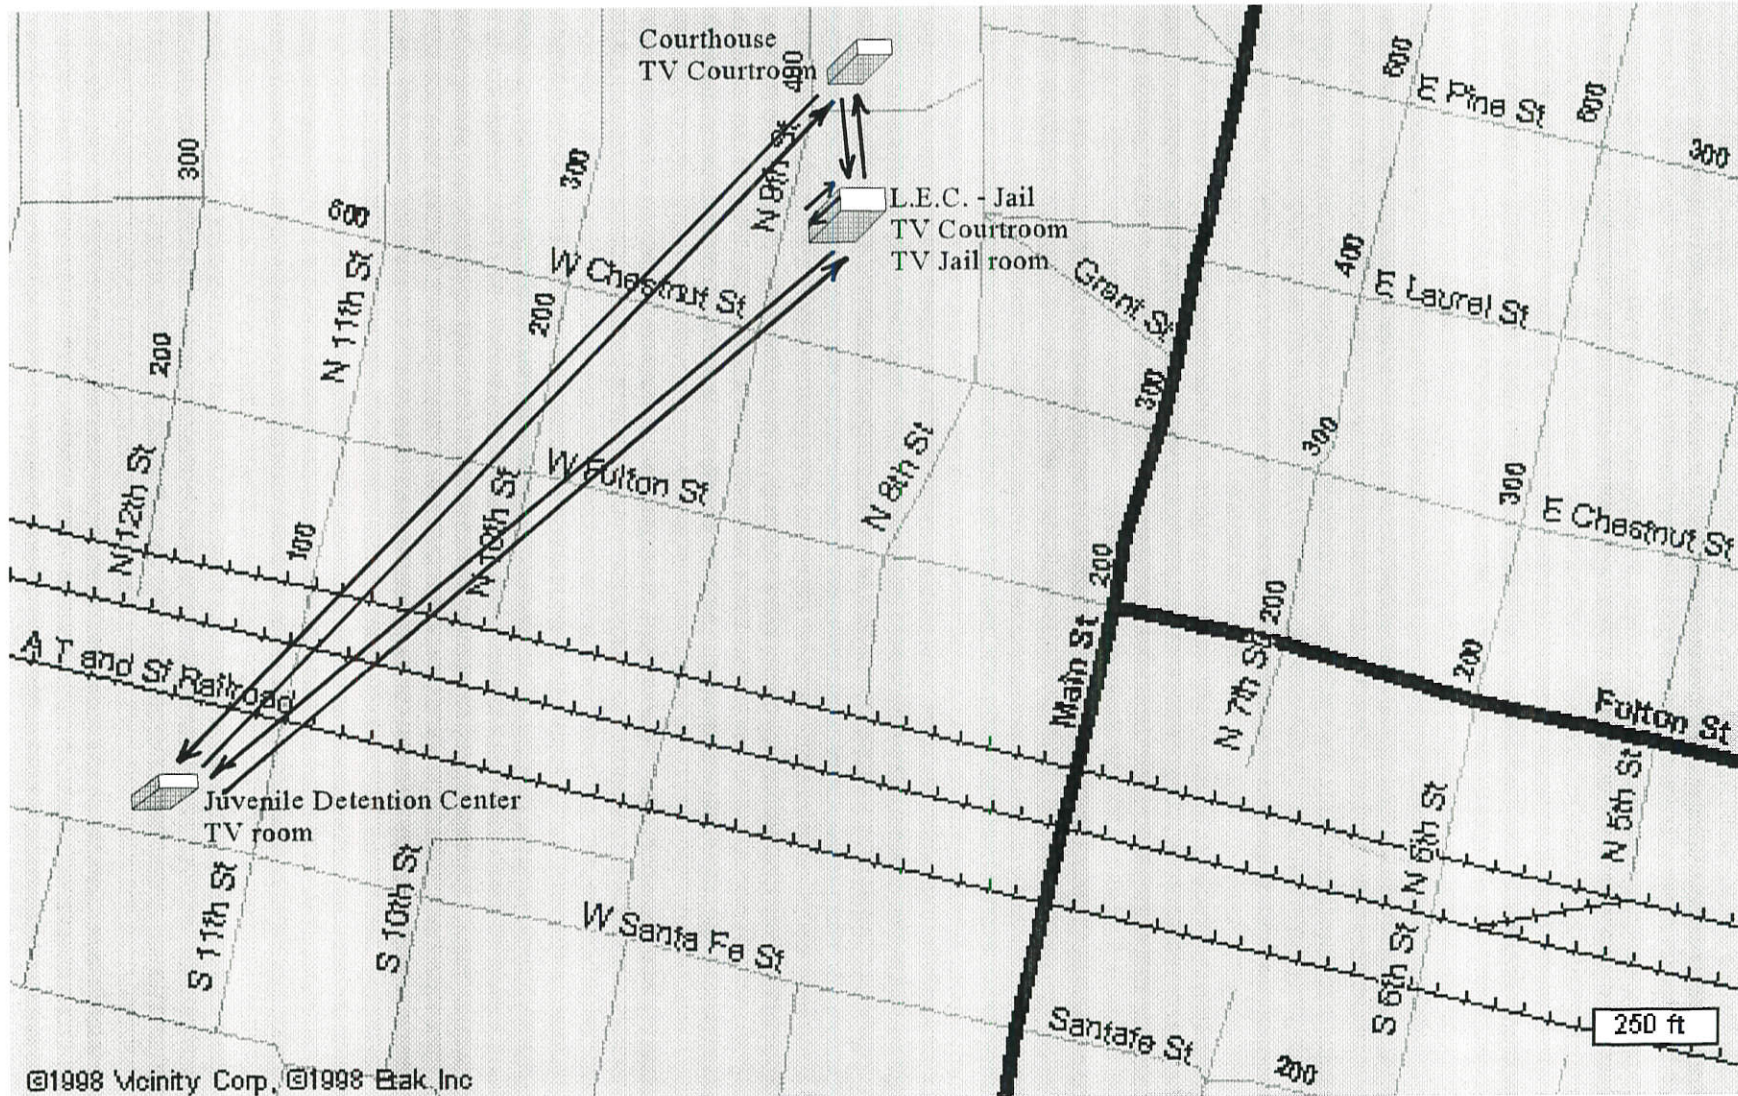 Courthouse
TV Courtroom
400
E Pine St
600
600
300
300
300
600
N 9th St
L.E.C. - Jail
TV Courtroom
TV Jail room
W Chestnut St
Grant St
400
E Laurel St
N 11th St
200
200
300
N 8th St
300
300
E Chestnut St
W Fulton St
N 12th St
100
N 10th St
200
200
Main St
N 7th St
200
Fulton St
A T and Sf Railroad
Juvenile Detention Center
TV room
N 6th St
N 5th St
S 11th St
S 10th St
W Santa Fe St
S 6th St
250 ft
Santafe St
200
©1998 Vicinity Corp, ©1998 Etak Inc